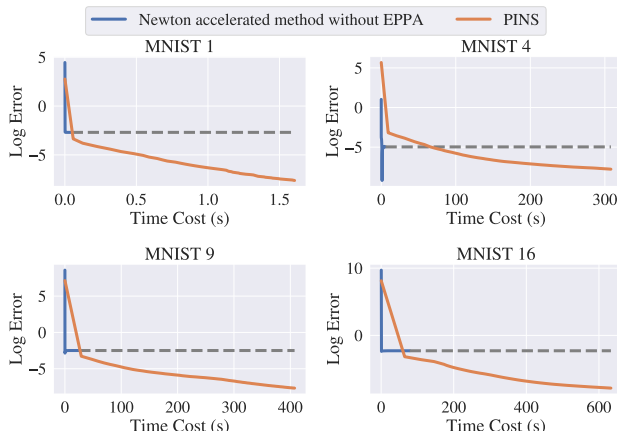 Newton accelerated method without EPPA PINS
MNIST 1
MNIST 4
5
0
−5
Log Error
0.0 0.5 1.0 1.5
Time Cost (s)
5
0
−5
Log Error
0 100 200 300
Time Cost (s)
MNIST 9
MNIST 16
5
0
−5
Log Error
0 100 200 300 400
Time Cost (s)
10
0
Log Error
0 200 400 600
Time Cost (s)